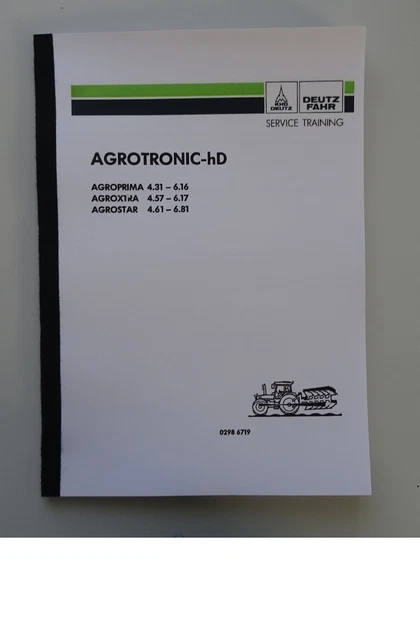 KHD
DEUTZ
DEUTZ
FAHR
SERVICE TRAINING
AGROTRONIC-hD
AGROPRIMA 4.31 – 6.16
AGROXTRA 4.57 – 6.17
AGROSTAR 4.61 – 6.81
0298 6719